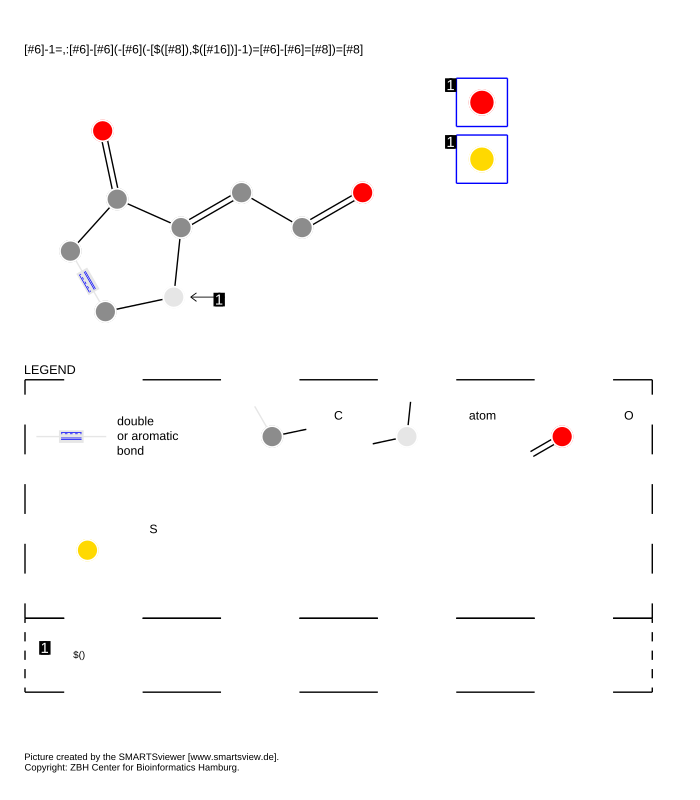 [#6]-1=,:[#6]-[#6](-[#6](-[$([#8]),$([#16])]-1)=[#6]-[#6]=[#8])=[#8]
1
1
1
LEGEND
double
or aromatic
bond
C
atom
O
S
1
$()
Picture created by the SMARTSviewer [www.smartsview.de].
Copyright: ZBH Center for Bioinformatics Hamburg.